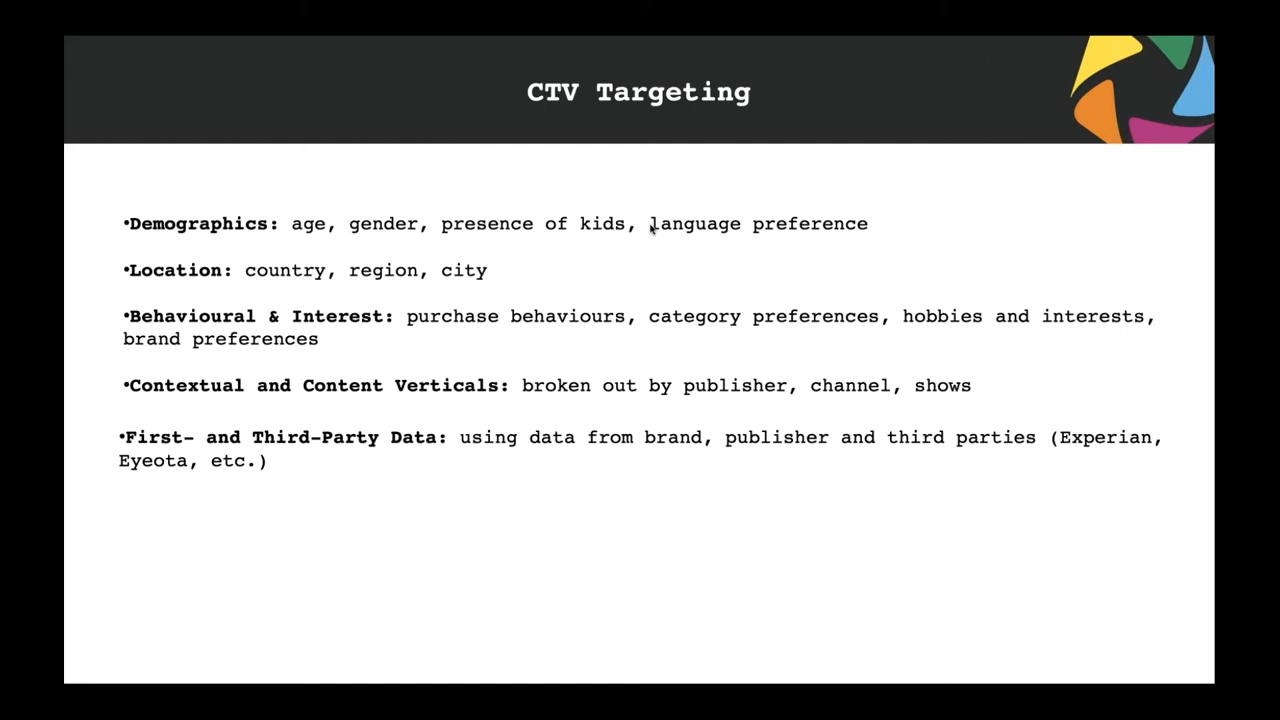 CTV Targeting
•Demographics: age, gender, presence of kids, language preference
•Location: country, region, city
•Behavioural & Interest: purchase behaviours, category preferences, hobbies and interests,
brand preferences
•Contextual and Content Verticals: broken out by publisher, channel, shows
•First- and Third-Party Data: using data from brand, publisher and third parties (Experian,
Eyeota, etc.)